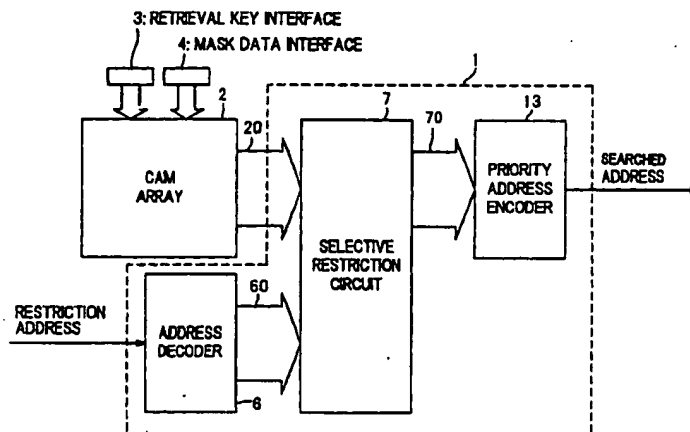 3: RETRIEVAL KEY INTERFACE
4: MASK DATA INTERFACE
1
2
7
13
20
70
CAM
ARRAY
PRIORITY
ADDRESS
ENCODER
SEARCHED
ADDRESS
SELECTIVE
RESTRICTION
CIRCUIT
60
RESTRICTION
ADDRESS
ADDRESS
DECODER
6